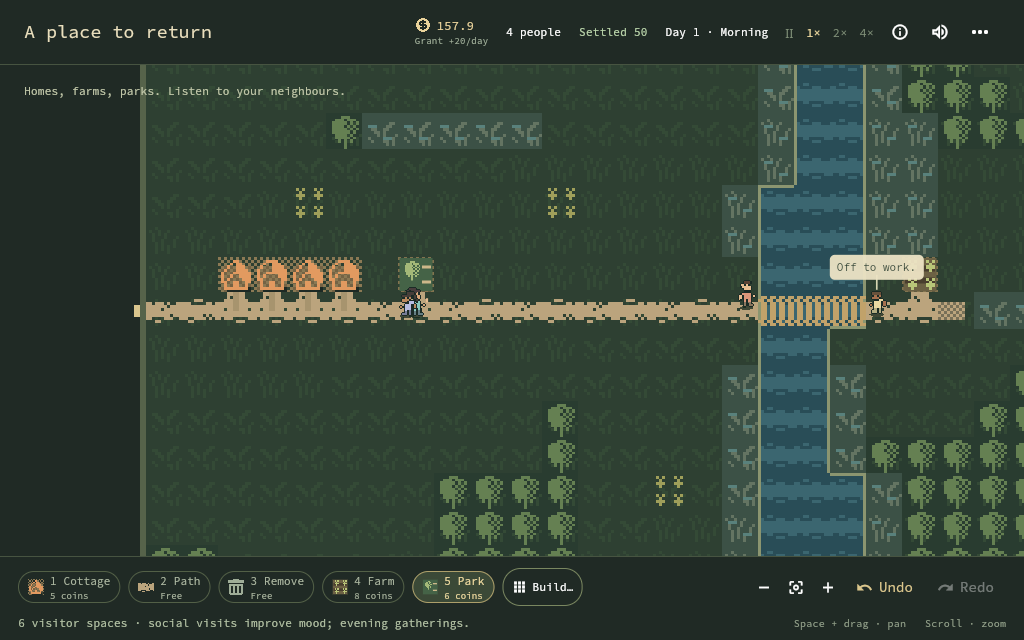 A place to return
157.9
Grant +20/day
4 people
Settled 50
Day 1 · Morning
1×
2×
4×
Homes, farms, parks. Listen to your neighbours.
Off to work.
1 Cottage
5 coins
2 Path
Free
3 Remove
Free
4 Farm
8 coins
5 Park
6 coins
Build…
Undo
Redo
6 visitor spaces · social visits improve mood; evening gatherings.
Space + drag · pan
Scroll · zoom